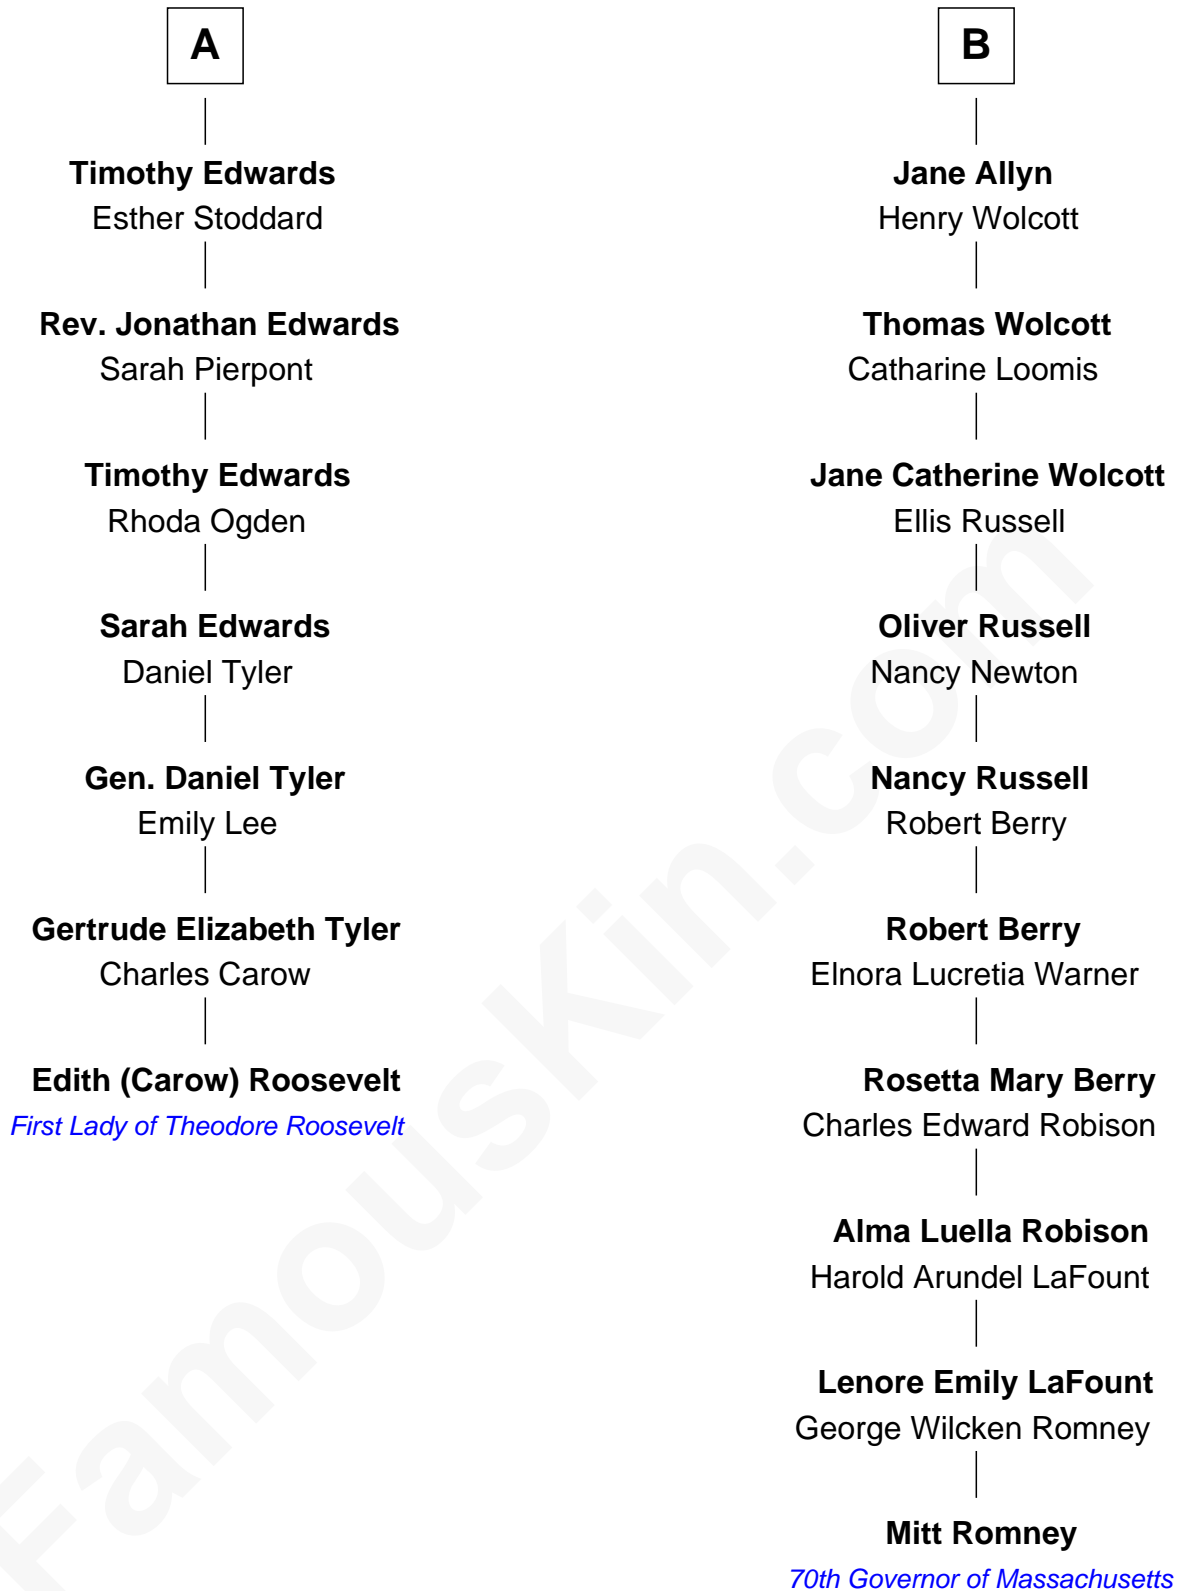 A
Timothy Edwards
Esther Stoddard
Rev. Jonathan Edwards
Sarah Pierpont
Timothy Edwards
Rhoda Ogden
Sarah Edwards
Daniel Tyler
Gen. Daniel Tyler
Emily Lee
Gertrude Elizabeth Tyler
Charles Carow
Edith (Carow) Roosevelt
First Lady of Theodore Roosevelt
B
Jane Allyn
Henry Wolcott
Thomas Wolcott
Catharine Loomis
Jane Catherine Wolcott
Ellis Russell
Oliver Russell
Nancy Newton
Nancy Russell
Robert Berry
Robert Berry
Elnora Lucretia Warner
Rosetta Mary Berry
Charles Edward Robison
Alma Luella Robison
Harold Arundel LaFount
Lenore Emily LaFount
George Wilcken Romney
Mitt Romney
70th Governor of Massachusetts
FamousKin.com